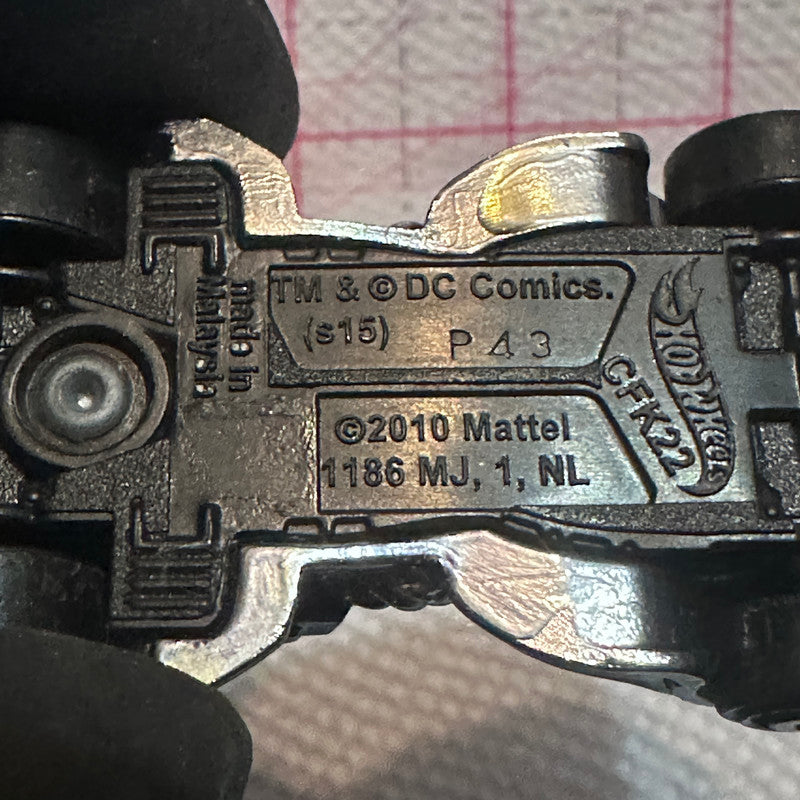 made in
Malaysia
TM & © DC Comics.
(s15) P43
©2010 Mattel
1186 MJ, 1, NL
Hot Wheels
CFK22